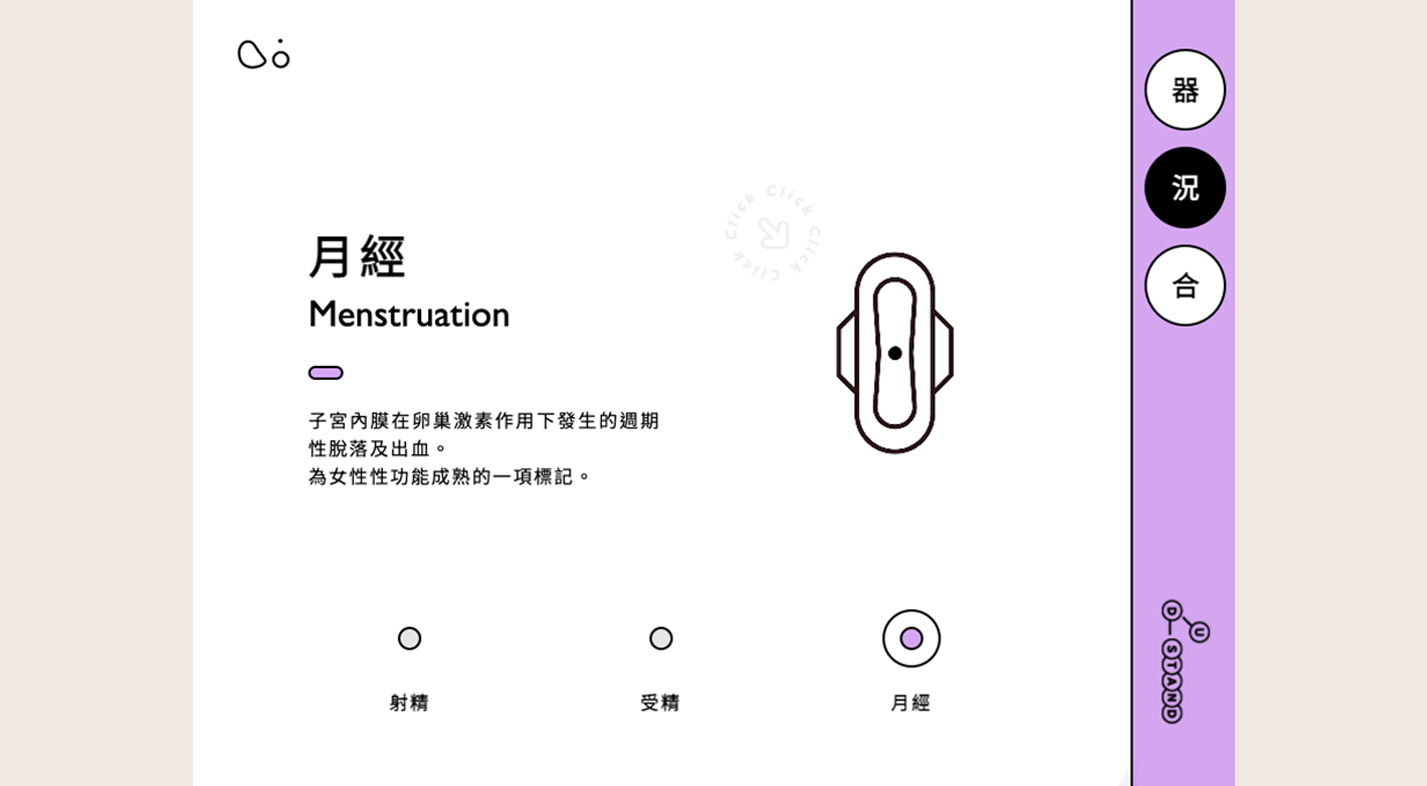 月經
Menstruation
子宮內膜在卵巢激素作用下發生的週期
性脫落及出血。
為女性性功能成熟的一項標記。
Click Click Click Click Click
射精
受精
月經
器
況
合
D U
STAND